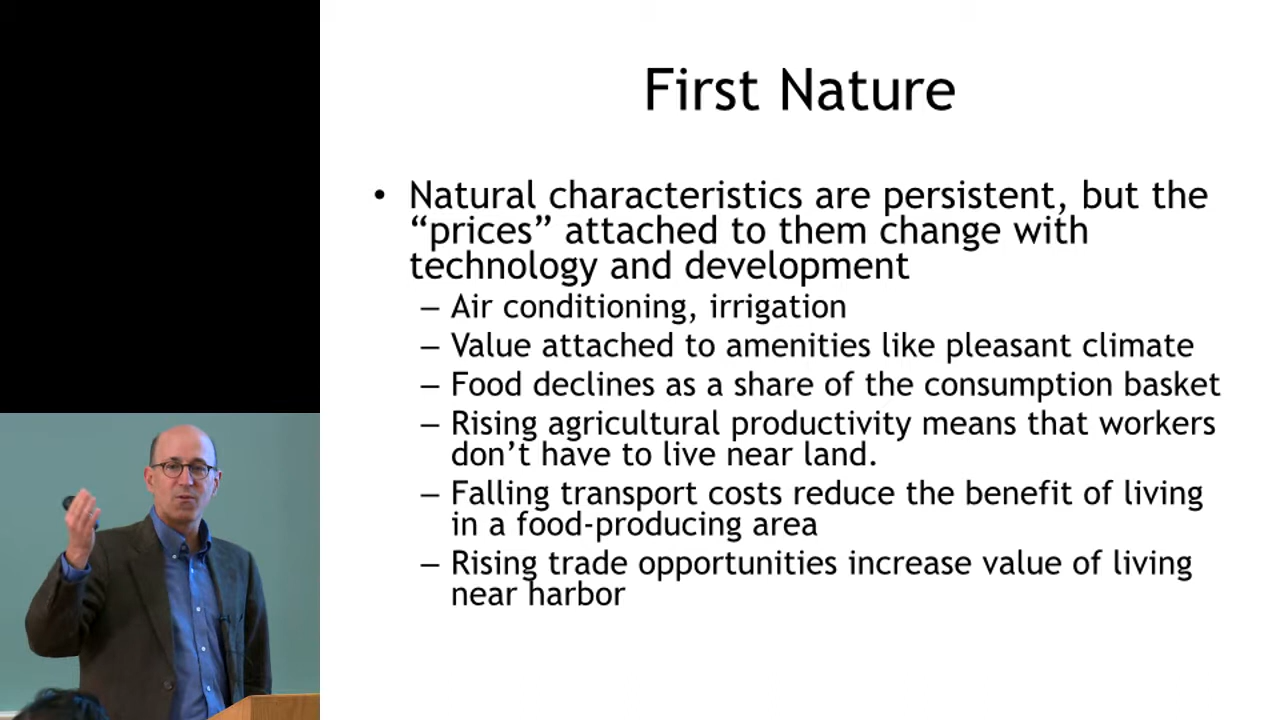 First Nature
• Natural characteristics are persistent, but the
“prices” attached to them change with
technology and development
– Air conditioning, irrigation
– Value attached to amenities like pleasant climate
– Food declines as a share of the consumption basket
– Rising agricultural productivity means that workers
don’t have to live near land.
– Falling transport costs reduce the benefit of living
in a food-producing area
– Rising trade opportunities increase value of living
near harbor